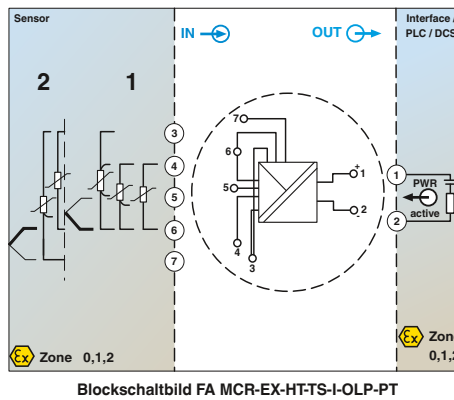 Sensor
Interface /
PLC / DCS
IN
OUT
2 1
3
4
5
6
7
7
6
5
4
3
+
1
2
-
1
PWR
active
2
Ex Zone 0,1,2
Ex Zone
0,1,2
Blockschaltbild FA MCR-EX-HT-TS-I-OLP-PT